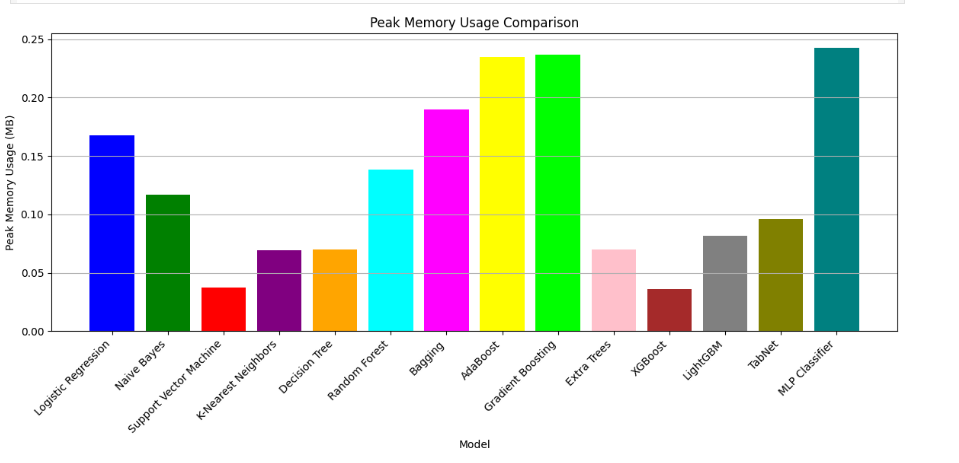 Peak Memory Usage Comparison
Peak Memory Usage (MB)
0.25
0.20
0.15
0.10
0.05
0.00
Logistic Regression
Naive Bayes
Support Vector Machine
K-Nearest Neighbors
Decision Tree
Random Forest
Bagging
AdaBoost
Gradient Boosting
Extra Trees
XGBoost
LightGBM
TabNet
MLP Classifier
Model